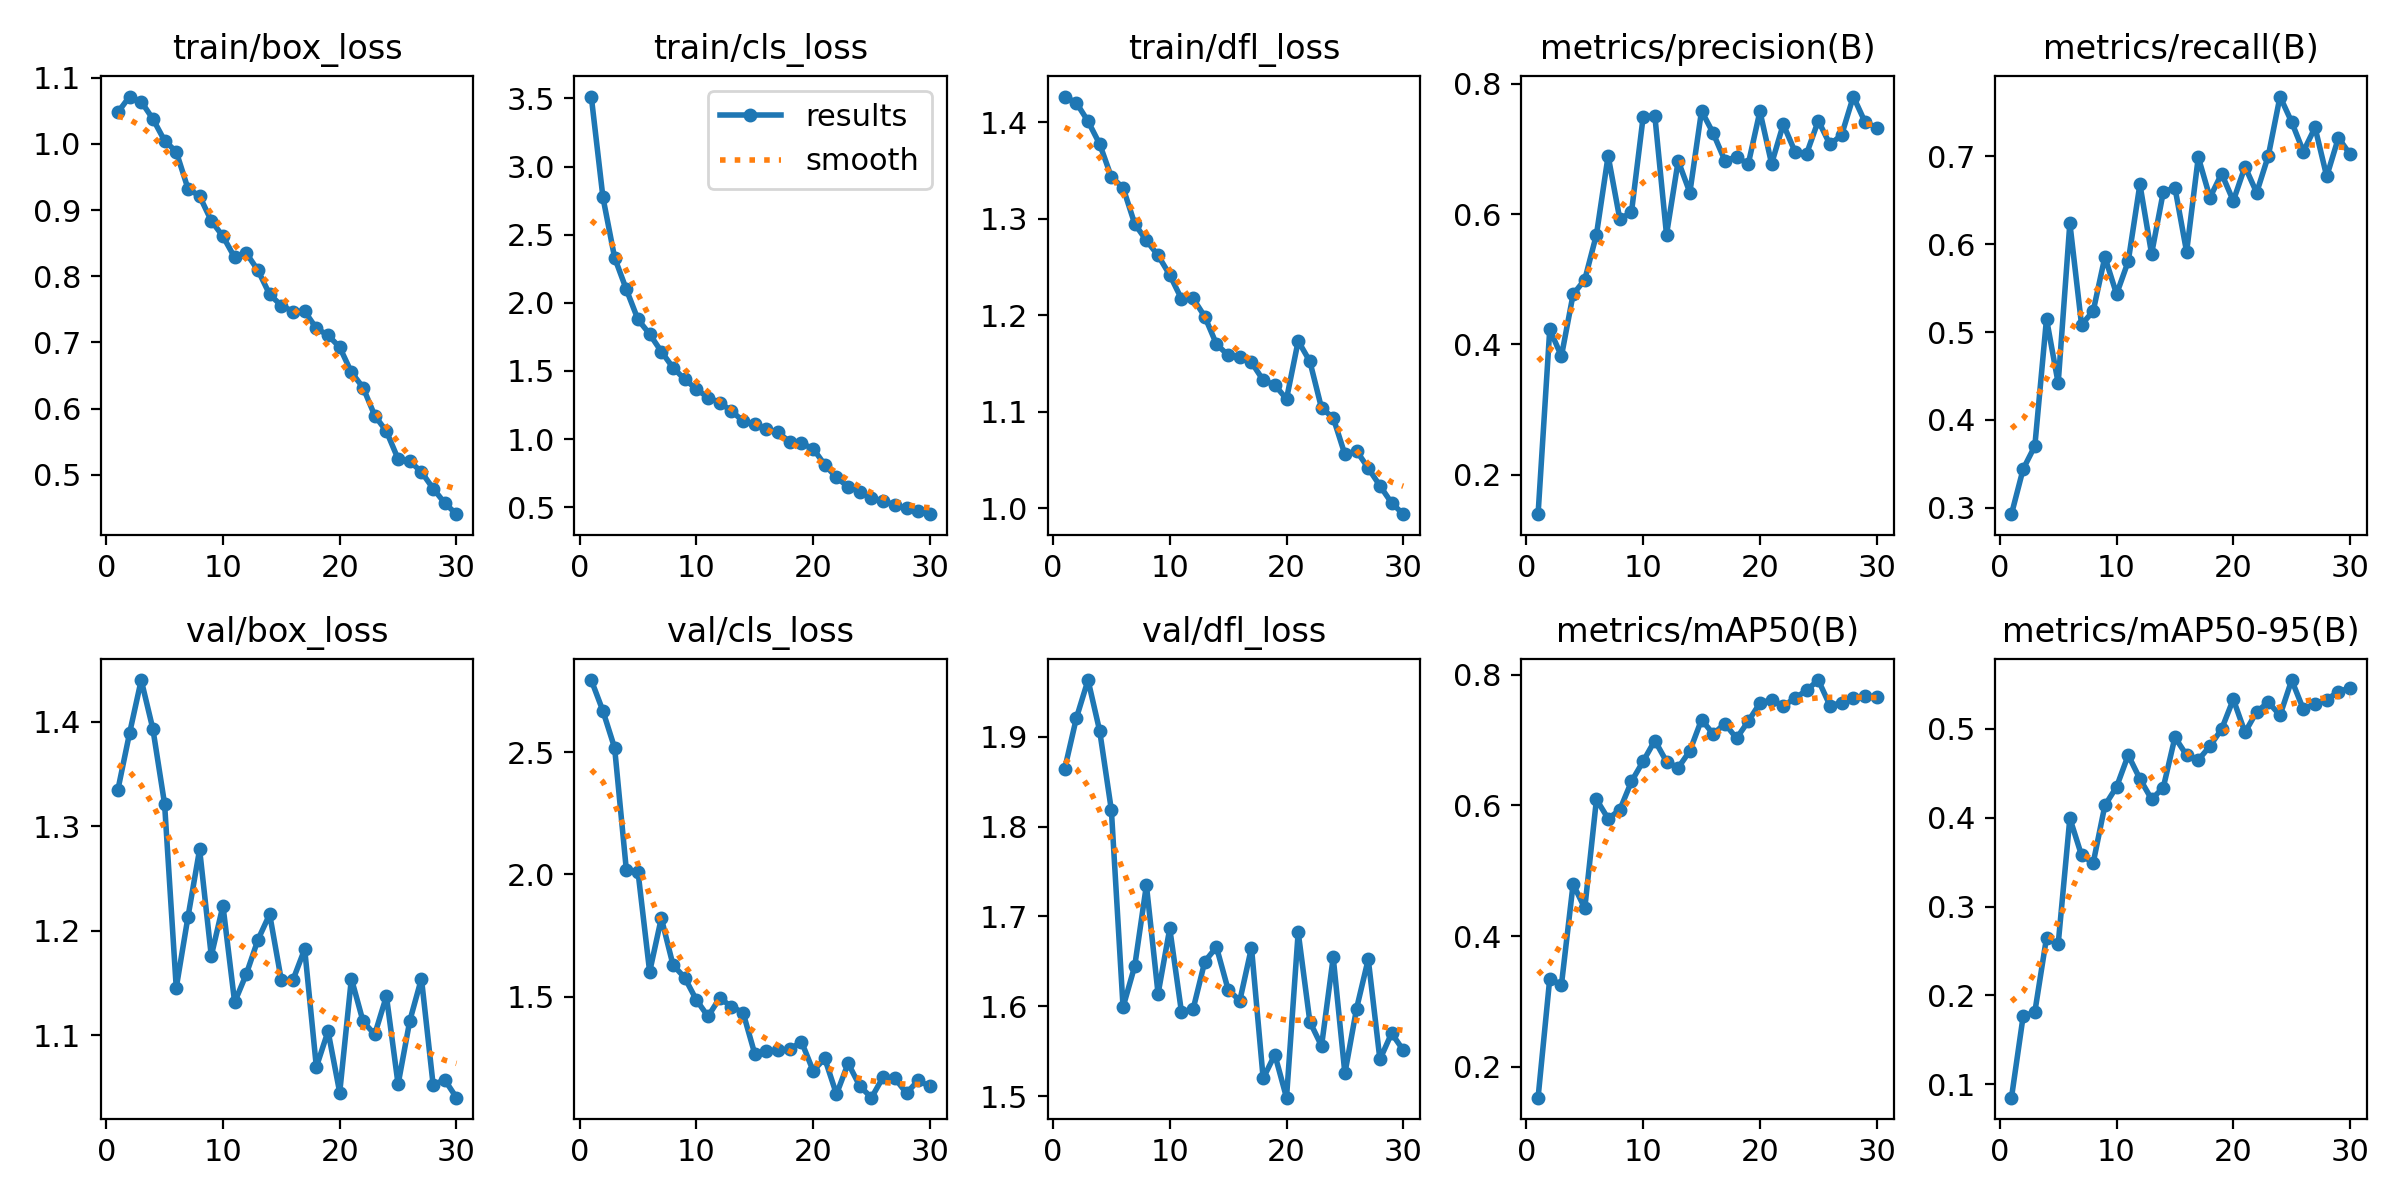 train/box_loss
1.1
1.0
0.9
0.8
0.7
0.6
0.5
0 10 20 30
train/cls_loss
results
smooth
3.5
3.0
2.5
2.0
1.5
1.0
0.5
0 10 20 30
train/dfl_loss
1.4
1.3
1.2
1.1
1.0
0 10 20 30
metrics/precision(B)
0.8
0.6
0.4
0.2
0 10 20 30
metrics/recall(B)
0.7
0.6
0.5
0.4
0.3
0 10 20 30
val/box_loss
1.4
1.3
1.2
1.1
0 10 20 30
val/cls_loss
2.5
2.0
1.5
0 10 20 30
val/dfl_loss
1.9
1.8
1.7
1.6
1.5
0 10 20 30
metrics/mAP50(B)
0.8
0.6
0.4
0.2
0 10 20 30
metrics/mAP50-95(B)
0.5
0.4
0.3
0.2
0.1
0 10 20 30